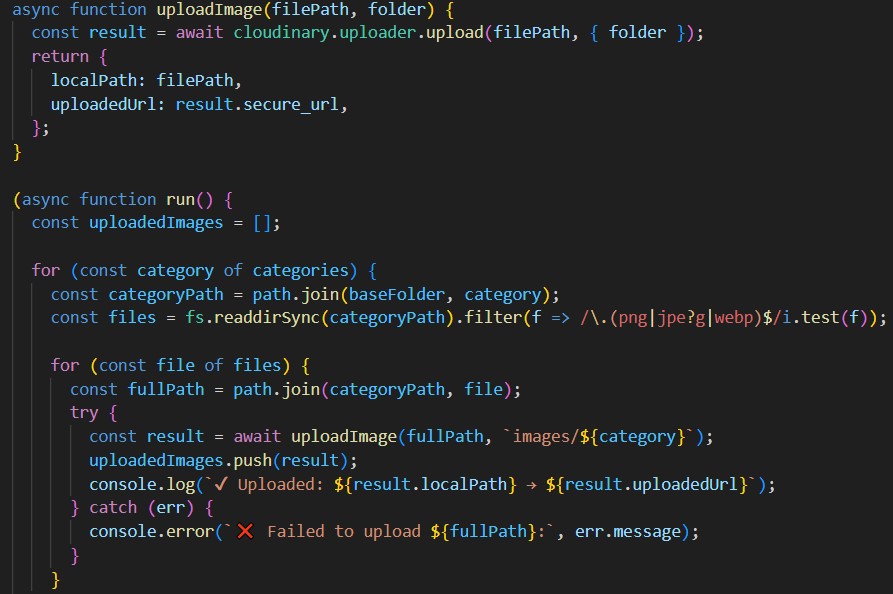 async function uploadImage(filePath, folder) {
  const result = await cloudinary.uploader.upload(filePath, { folder });
  return {
    localPath: filePath,
    uploadedUrl: result.secure_url,
  };
}

(async function run() {
  const uploadedImages = [];

  for (const category of categories) {
    const categoryPath = path.join(baseFolder, category);
    const files = fs.readdirSync(categoryPath).filter(f => /\.(png|jpe?g|webp)$/i.test(f));

    for (const file of files) {
      const fullPath = path.join(categoryPath, file);
      try {
        const result = await uploadImage(fullPath, `images/${category}`);
        uploadedImages.push(result);
        console.log(`✓ Uploaded: ${result.localPath} → ${result.uploadedUrl}`);
      } catch (err) {
        console.error(`❌ Failed to upload ${fullPath}:`, err.message);
      }
    }